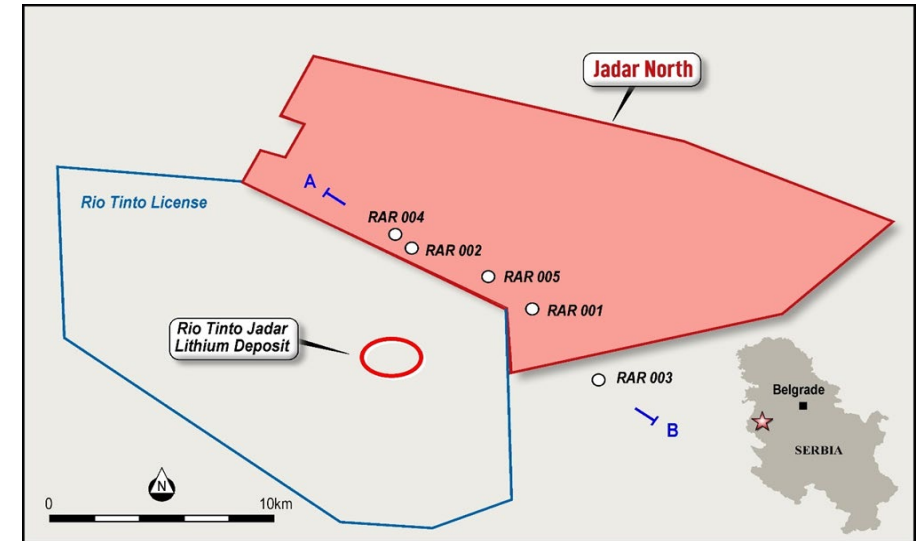 Jadar North
A
Rio Tinto License
RAR 004
RAR 002
RAR 005
RAR 001
Rio Tinto Jadar
Lithium Deposit
RAR 003
B
Belgrade
SERBIA
N
0 10km